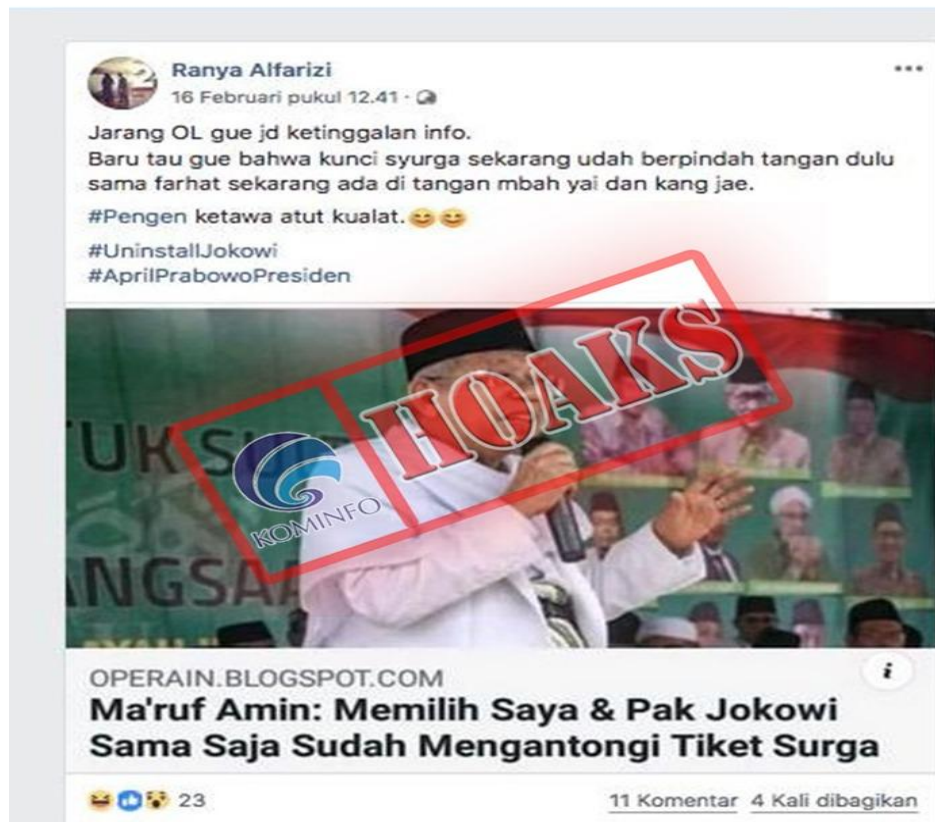 Ranya Alfarizi
16 Februari pukul 12.41 ·
Jarang OL gue jd ketinggalan info.
Baru tau gue bahwa kunci syurga sekarang udah berpindah tangan dulu
sama farhat sekarang ada di tangan mbah yai dan kang jae.
#Pengen ketawa atut kualat.😊😊
#UninstallJokowi
#AprilPrabowoPresiden
HOAKS
KOMINFO
TUK SU
ANGSA
OPERAIN.BLOGSPOT.COM
Ma'ruf Amin: Memilih Saya & Pak Jokowi
Sama Saja Sudah Mengantongi Tiket Surga
23
11 Komentar 4 Kali dibagikan